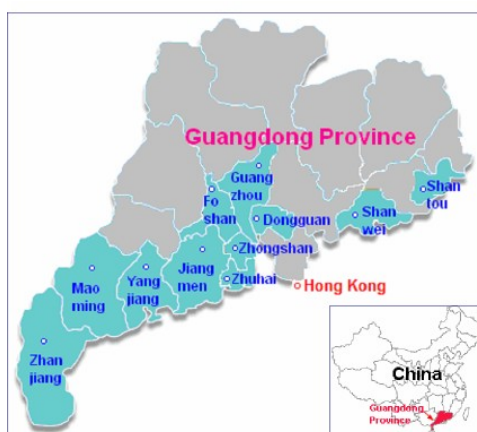 Guangdong Province
Guang
zhou
Fo
shan
Dongguan
Shan
wei
Shan
tou
Zhongshan
Jiang
men
Zhuhai
Yang
jiang
Mao
ming
Hong Kong
Zhan
jiang
China
Guangdong
Province